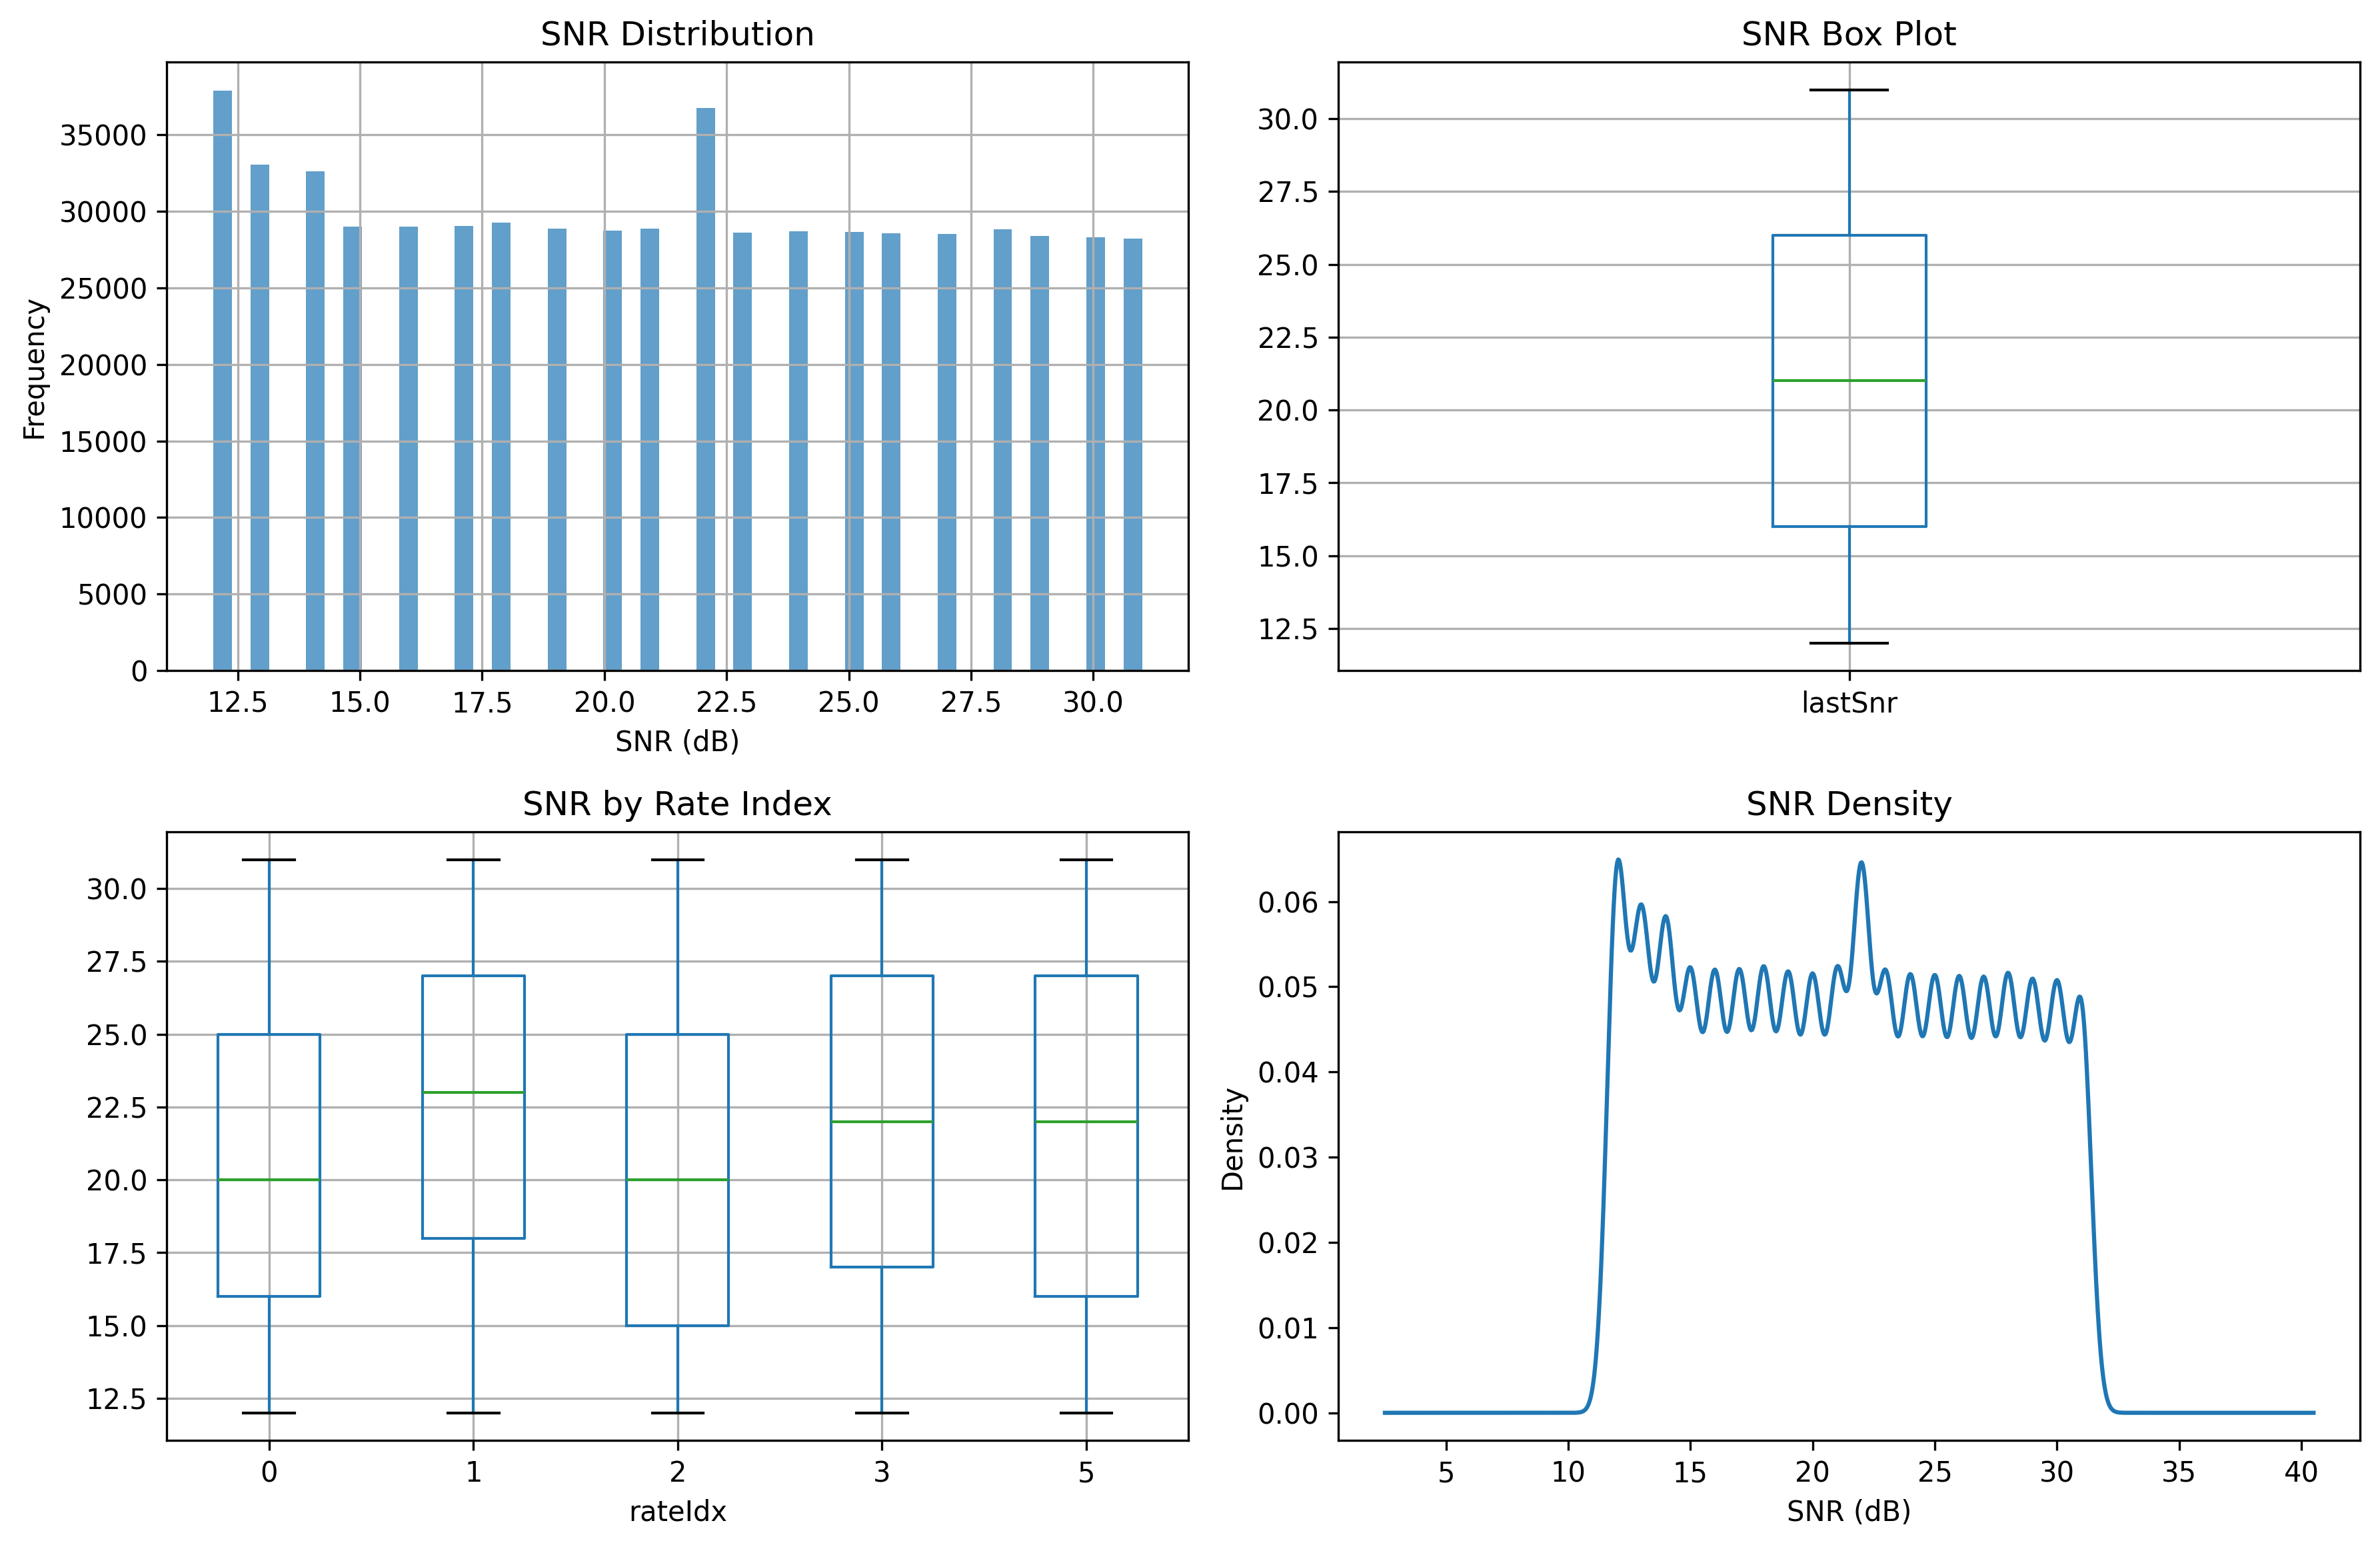 SNR Distribution
Frequency
35000
30000
25000
20000
15000
10000
5000
0
12.5 15.0 17.5 20.0 22.5 25.0 27.5 30.0
SNR (dB)
SNR Box Plot
30.0
27.5
25.0
22.5
20.0
17.5
15.0
12.5
lastSnr
SNR by Rate Index
30.0
27.5
25.0
22.5
20.0
17.5
15.0
12.5
0 1 2 3 5
rateIdx
SNR Density
Density
0.06
0.05
0.04
0.03
0.02
0.01
0.00
5 10 15 20 25 30 35 40
SNR (dB)